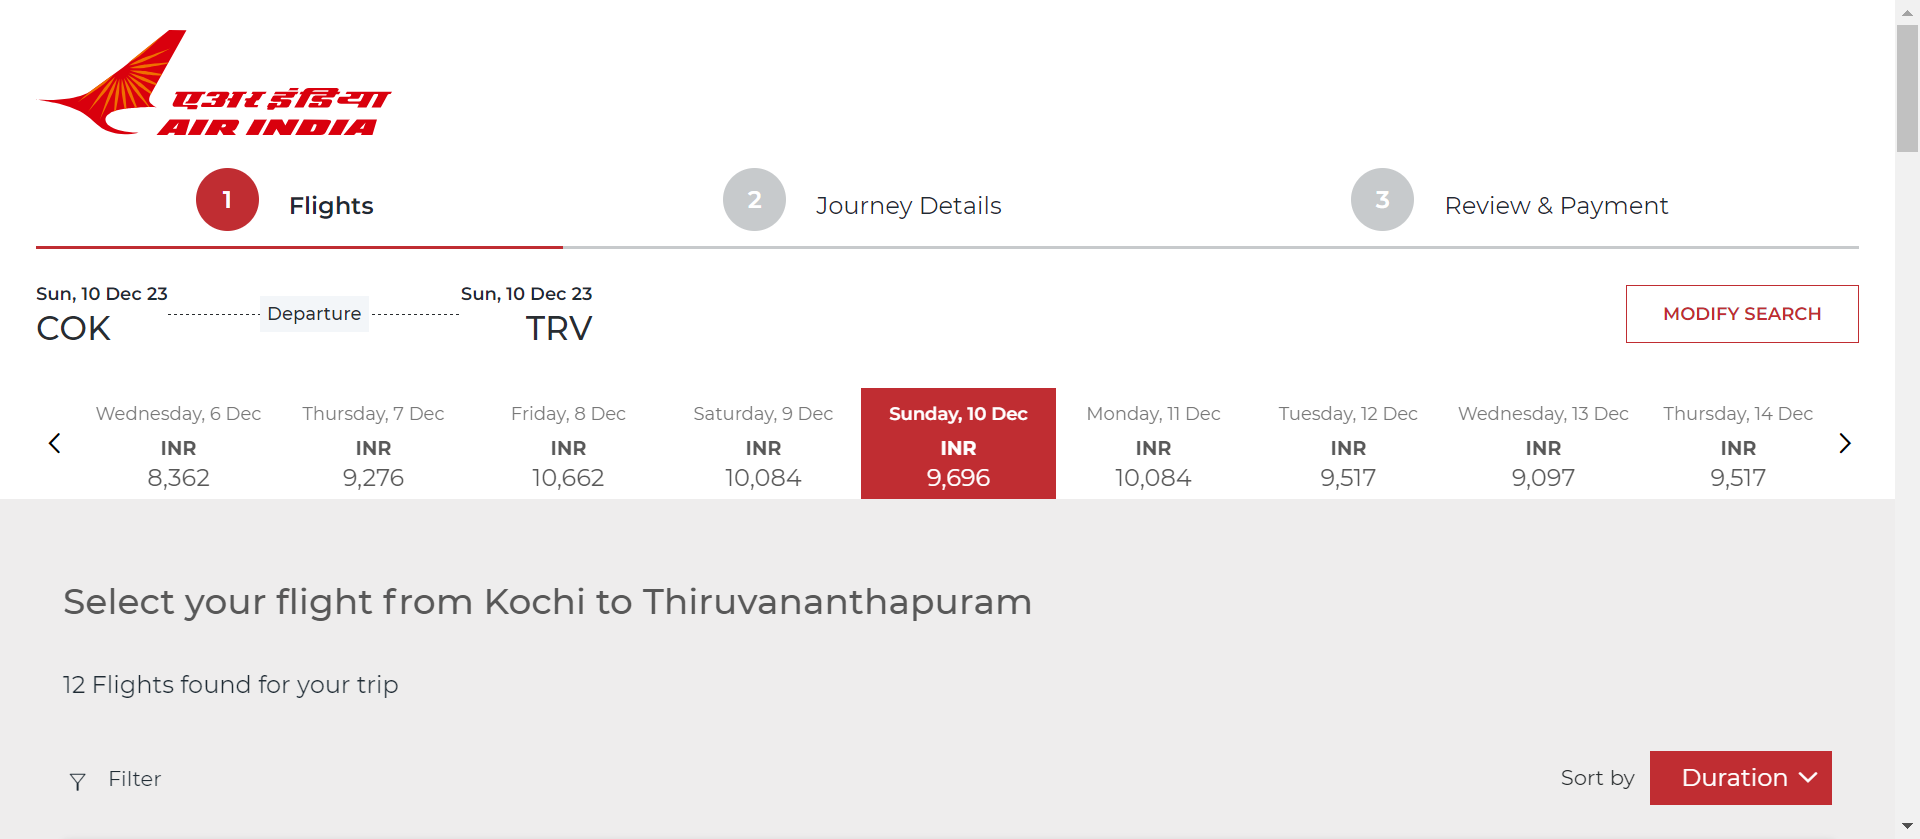 एअर इंडिया
AIR INDIA
1 Flights
2 Journey Details
3 Review & Payment
Sun, 10 Dec 23
COK
Departure
Sun, 10 Dec 23
TRV
MODIFY SEARCH
Wednesday, 6 Dec
INR
8,362
Thursday, 7 Dec
INR
9,276
Friday, 8 Dec
INR
10,662
Saturday, 9 Dec
INR
10,084
Sunday, 10 Dec
INR
9,696
Monday, 11 Dec
INR
10,084
Tuesday, 12 Dec
INR
9,517
Wednesday, 13 Dec
INR
9,097
Thursday, 14 Dec
INR
9,517
Select your flight from Kochi to Thiruvananthapuram
12 Flights found for your trip
Filter
Sort by
Duration